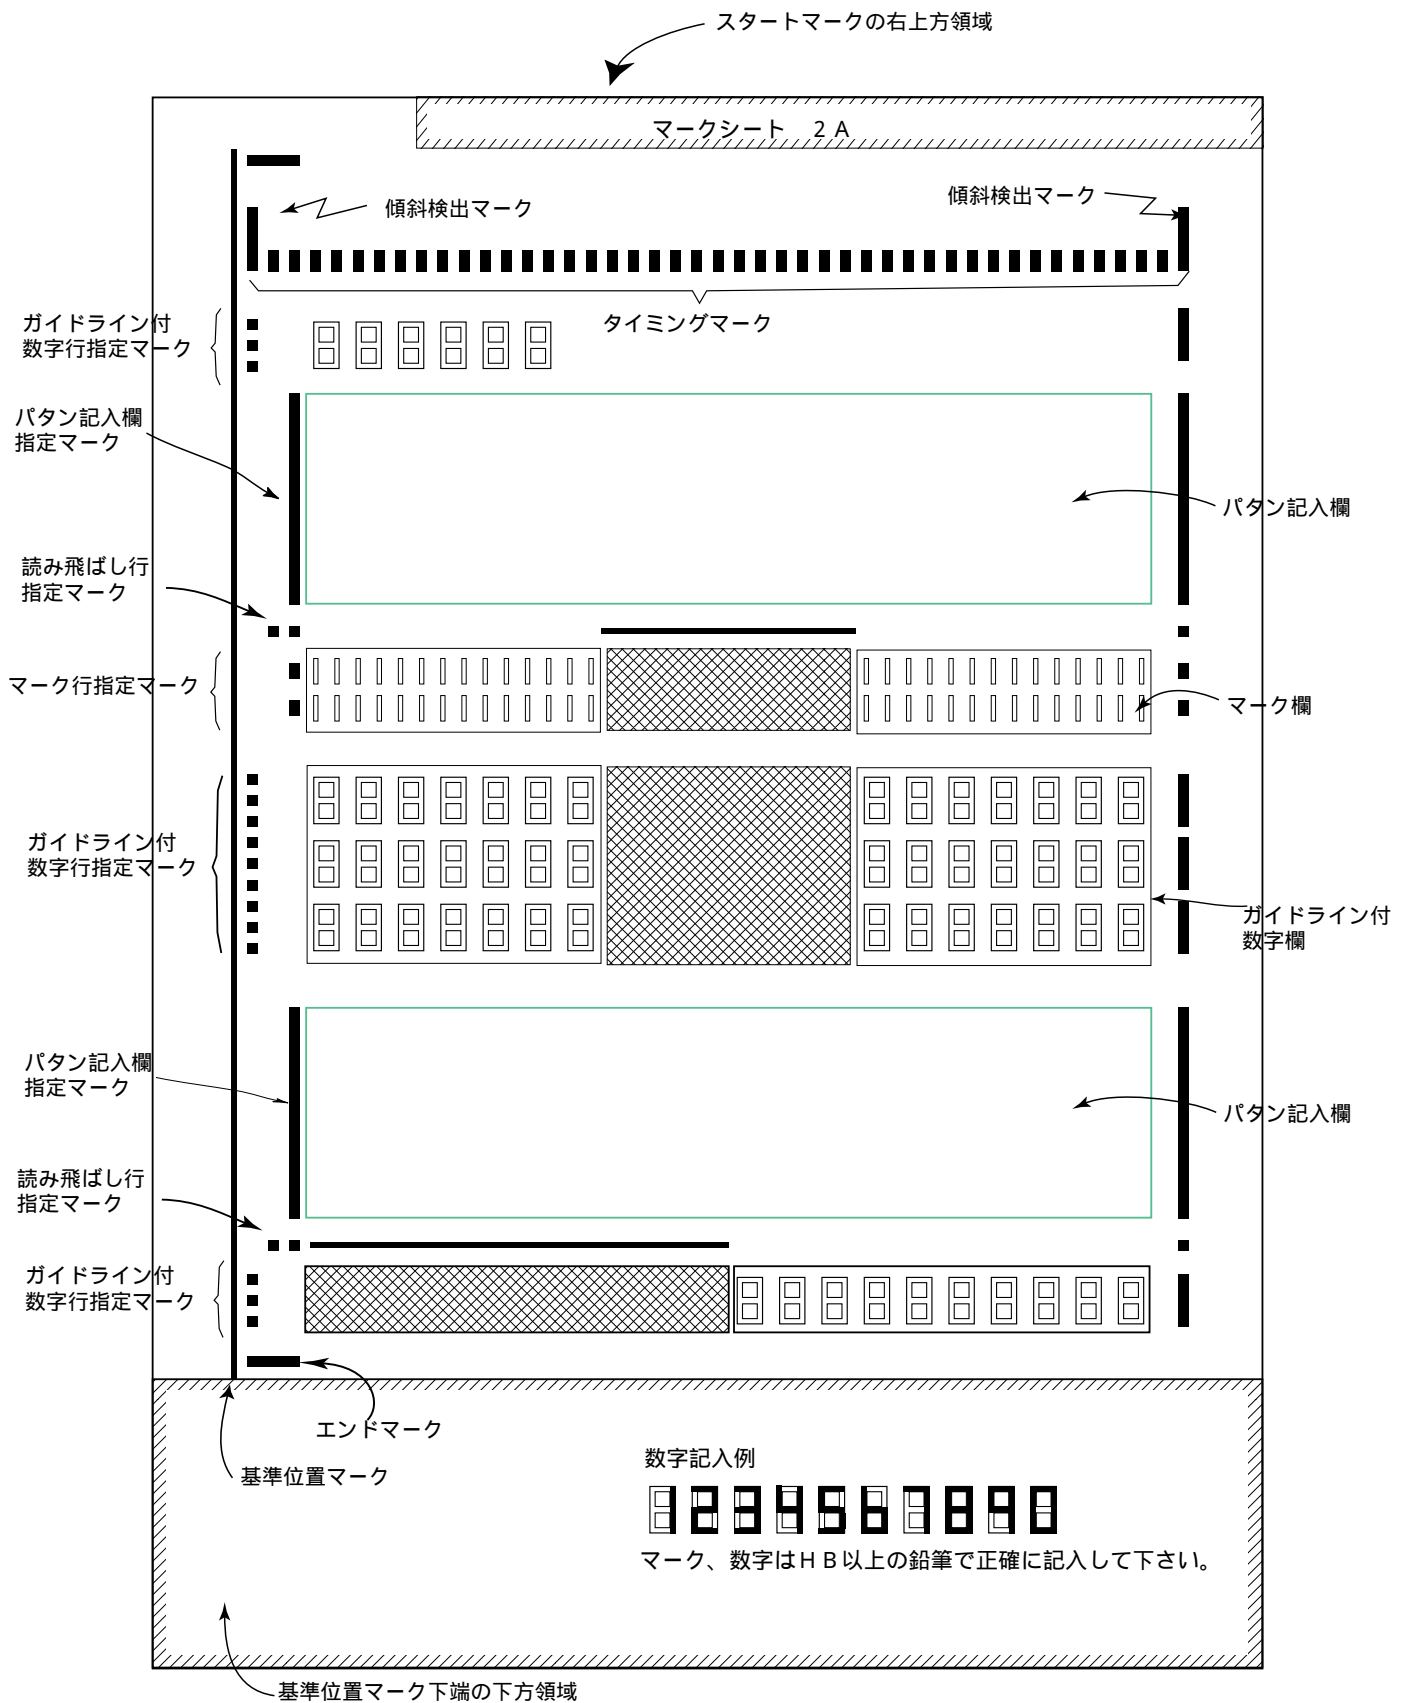 スタートマークの右上方領域
マークシート　２Ａ
傾斜検出マーク
傾斜検出マーク
タイミングマーク
ガイドライン付
数字行指定マーク
パタン記入欄
指定マーク
パタン記入欄
読み飛ばし行
指定マーク
マーク行指定マーク
マーク欄
ガイドライン付
数字行指定マーク
ガイドライン付
数字欄
パタン記入欄
指定マーク
パタン記入欄
読み飛ばし行
指定マーク
ガイドライン付
数字行指定マーク
エンドマーク
基準位置マーク
数字記入例
1234567890
マーク、数字はＨＢ以上の鉛筆で正確に記入して下さい。
基準位置マーク下端の下方領域